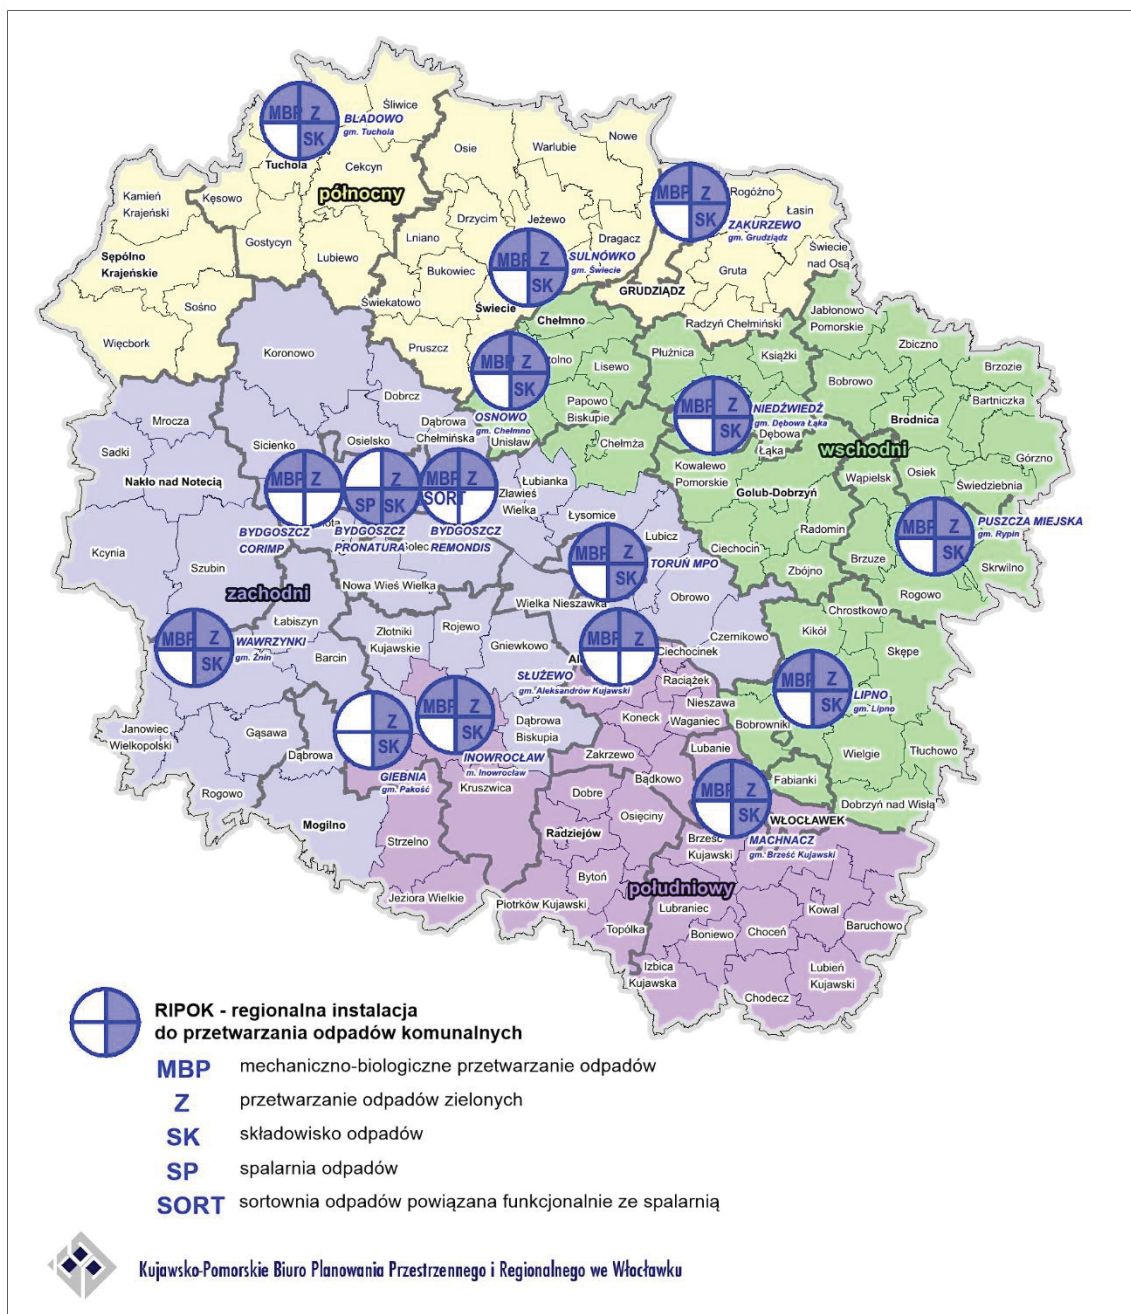 MBP Z
SK
BŁADOWO
gm. Tuchola
Śliwice
Tuchola
Cekcyn
północny
Osie
Warlubie
Nowe
Kamień
Krajeński
Kęsowo
Gostycyn
Lubiewo
Sępólno
Krajeńskie
Sośno
Więcbork
Drzycim
Jeżewo
Lniano
Dragacz
Bukowiec
MBP Z
SK
SULNÓWKO
gm. Świecie
Świekatowo
Świecie
Pruszcz
MBP Z
SK
ZAKURZEWO
gm. Grudziądz
Rogóźno
Łasin
Świecie
nad Osą
Gruta
GRUDZIĄDZ
Radzyń Chełmiński
Jabłonowo
Pomorskie
Zbiczno
Brzozie
Bartniczka
Bobrowo
Brodnica
Górzno
Chełmno
Płużnica
Książki
Lisewo
Papowo
Biskupie
Chełmża
MBP Z
SK
OSNOWO
gm. Chełmno
Unisław
MBP Z
SK
NIEDŹWIEDŹ
gm. Dębowa Łąka
Dębowa
Łąka
Kowalewo
Pomorskie
wschodni
Wąpielsk
Osiek
Świedziebnia
Golub-Dobrzyń
Radomin
Ciechocin
Zbójno
Brzuze
MBP Z
SK
PUSZCZA MIEJSKA
gm. Rypin
Skrwilno
Rogowo
Chrostkowo
Kikół
Skępe
Koronowo
Dobrcz
Mrocza
Sadki
Sicienko
Osielsko
Dąbrowa
Chełmińska
Nakło nad Notecią
MBP Z
BYDGOSZCZ
CORIMP
Z
SP SK
BYDGOSZCZ
PRONATURA
MBP Z
SORT
BYDGOSZCZ
REMONDIS
Zławieś
Wielka
Łubianka
Łysomice
Lubicz
MBP Z
SK
TORUŃ MPO
Obrowo
Kcynia
Szubin
zachodni
Nowa Wieś Wielka
Wielka Nieszawka
Czernikowo
MBP Z
SK
WAWRZYNKI
gm. Żnin
Łabiszyn
Barcin
Złotniki
Kujawskie
Rojewo
Gniewkowo
MBP Z
SŁUŻEWO
gm. Aleksandrów Kujawski
Ciechocinek
Raciążek
Nieszawa
Koneck
Waganiec
Dąbrowa
Biskupia
Zakrzewo
Bobrowniki
MBP Z
SK
LIPNO
gm. Lipno
Wielgie
Tłuchowo
Lubanie
Fabianki
Dobrzyń nad Wisłą
Janowiec
Wielkopolski
Gąsawa
Dąbrowa
Rogowo
Mogilno
Z
SK
GIEBNIA
gm. Pakość
MBP Z
SK
INOWROCŁAW
m. Inowrocław
Kruszwica
Strzelno
Jeziora Wielkie
Bądkowo
Dobre
Osięciny
Radziejów
Bytoń
Piotrków Kujawski
Topólka
MBP Z
SK
MACHNACZ
gm. Brześć Kujawski
WŁOCŁAWEK
Brześć
Kujawski
południowy
Lubraniec
Boniewo
Choceń
Kowal
Baruchowo
Izbica
Kujawska
Lubień
Kujawski
Chodecz
RIPOK - regionalna instalacja
do przetwarzania odpadów komunalnych
MBP mechaniczno-biologiczne przetwarzanie odpadów
Z przetwarzanie odpadów zielonych
SK składowisko odpadów
SP spalarnia odpadów
SORT sortownia odpadów powiązana funkcjonalnie ze spalarnią
Kujawsko-Pomorskie Biuro Planowania Przestrzennego i Regionalnego we Włocławku